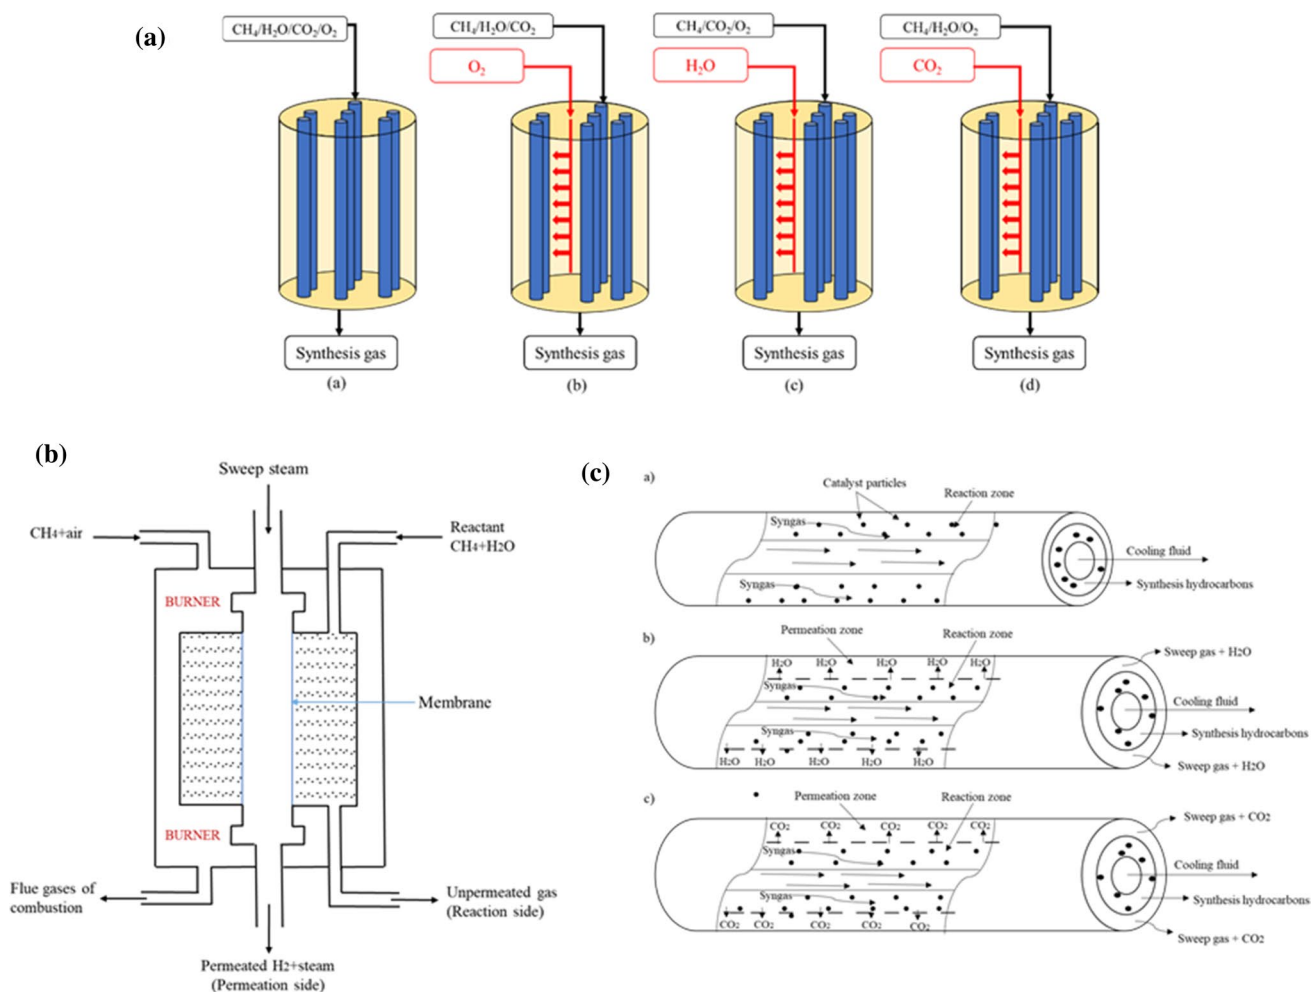 (a)
CH₄/H₂O/CO₂/O₂
CH₄/H₂O/CO₂
CH₄/CO₂/O₂
CH₄/H₂O/O₂
O₂
H₂O
CO₂
Synthesis gas
Synthesis gas
Synthesis gas
Synthesis gas
(a)
(b)
(c)
(d)
(b)
Sweep steam
CH4+air
Reactant
CH4+H2O
BURNER
Membrane
BURNER
Flue gases of
combustion
Unpermeated gas
(Reaction side)
Permeated H2+steam
(Permeation side)
(c)
a)
Catalyst particles
Reaction zone
Syngas
Syngas
Cooling fluid
Synthesis hydrocarbons
b)
Permeation zone
Reaction zone
H₂O H₂O H₂O H₂O H₂O
Syngas
Syngas
H₂O H₂O H₂O H₂O H₂O
Sweep gas + H₂O
Cooling fluid
Synthesis hydrocarbons
Sweep gas + H₂O
c)
Permeation zone
Reaction zone
CO₂ CO₂ CO₂ CO₂ CO₂
Syngas
Syngas
CO₂ CO₂ CO₂ CO₂ CO₂
Sweep gas + CO₂
Cooling fluid
Synthesis hydrocarbons
Sweep gas + CO₂